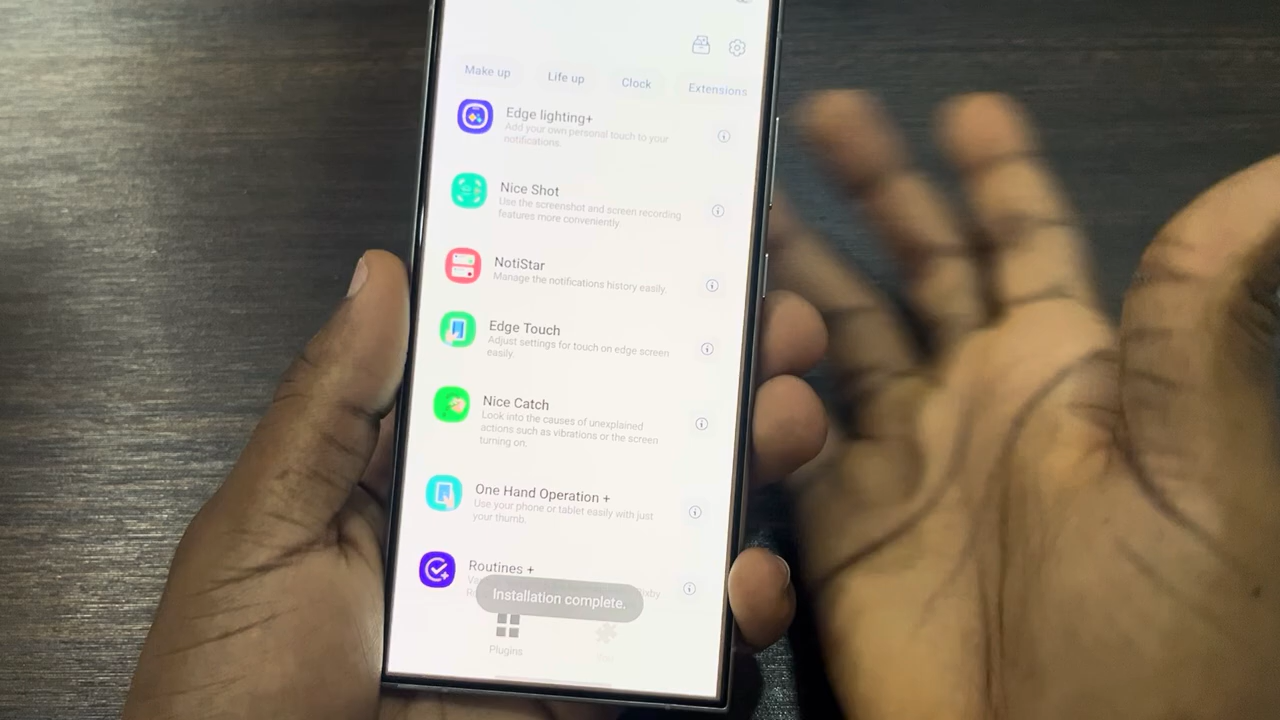 Make up Life up Clock Extensions
Edge lighting+
Add your own personal touch to your
notifications.
Nice Shot
Use the screenshot and screen recording
features more conveniently.
NotiStar
Manage the notifications history easily.
Edge Touch
Adjust settings for touch on edge screen
easily.
Nice Catch
Look into the causes of unexplained
actions such as vibrations or the screen
turning on.
One Hand Operation +
Use your phone or tablet easily with just
your thumb.
Routines +
Installation complete.
Plugins